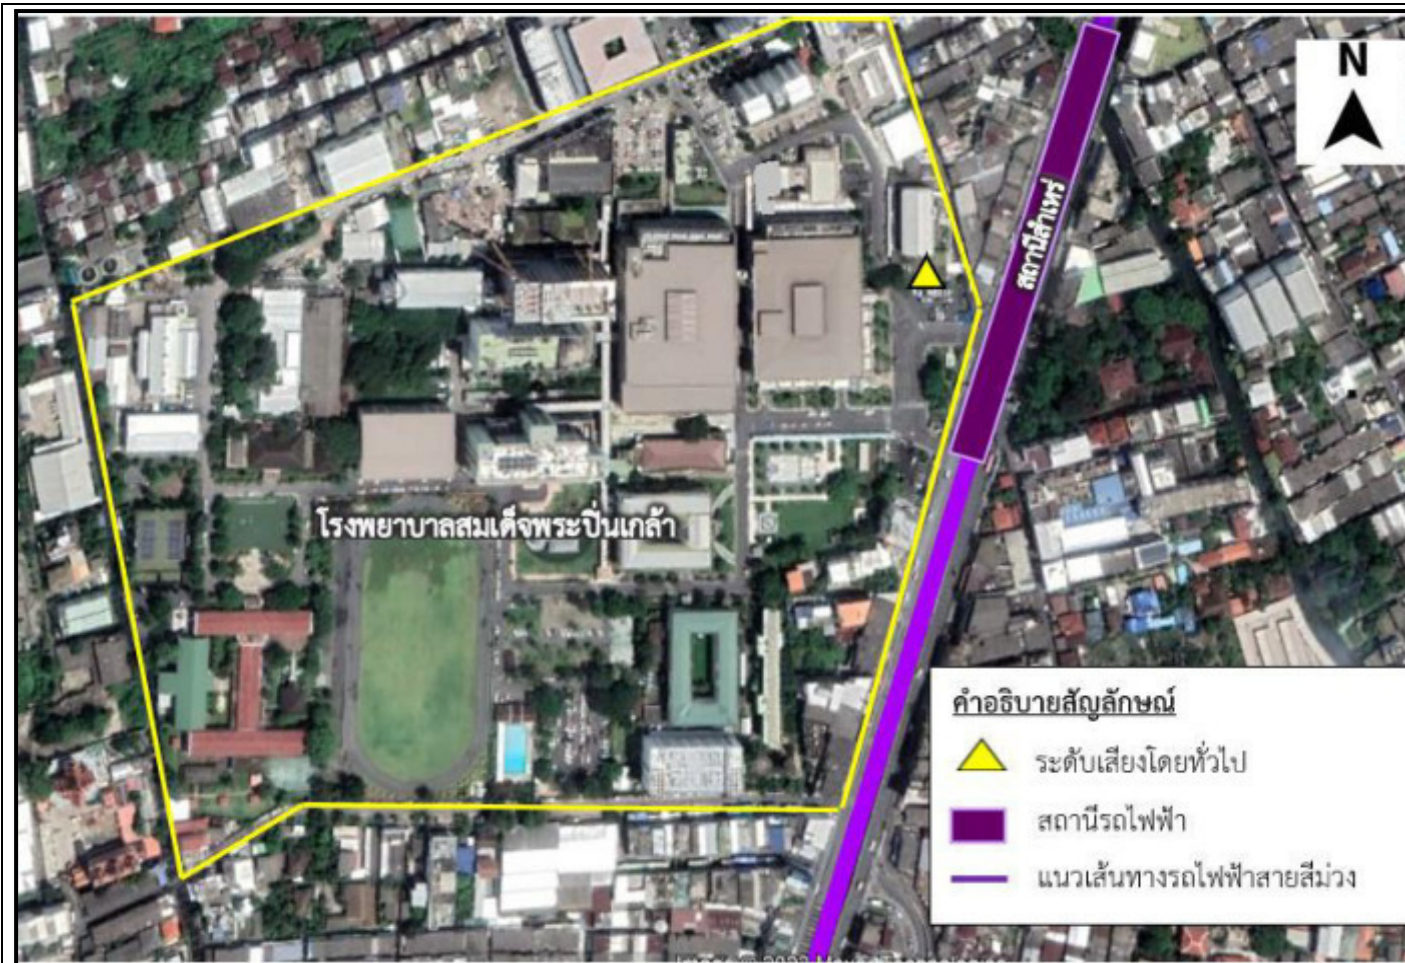 N
สถานีสำเหร่
โรงพยาบาลสมเด็จพระปิ่นเกล้า
คำอธิบายสัญลักษณ์
ระดับเสียงโดยทั่วไป
สถานีรถไฟฟ้า
แนวเส้นทางรถไฟฟ้าสายสีม่วง